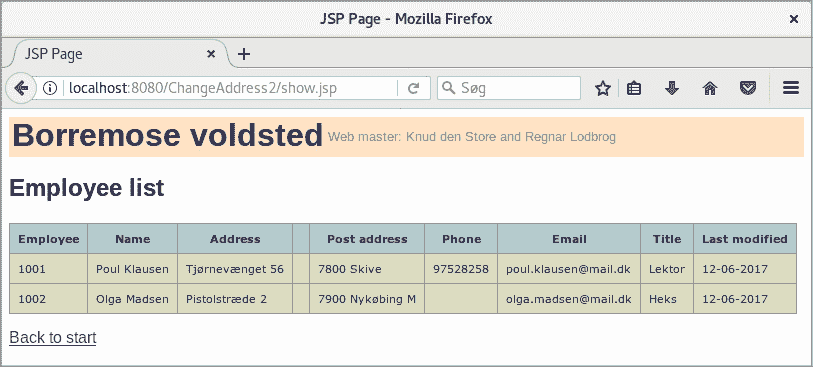 JSP Page - Mozilla Firefox
JSP Page
localhost:8080/ChangeAddress2/show.jsp
Søg
Borremose voldsted Web master: Knud den Store and Regnar Lodbrog
Employee list
Employee Name Address Post address Phone Email Title Last modified
1001 Poul Klausen Tjørnevænget 56 7800 Skive 97528258 poul.klausen@mail.dk Lektor 12-06-2017
1002 Olga Madsen Pistolstræde 2 7900 Nykøbing M olga.madsen@mail.dk Heks 12-06-2017
Back to start